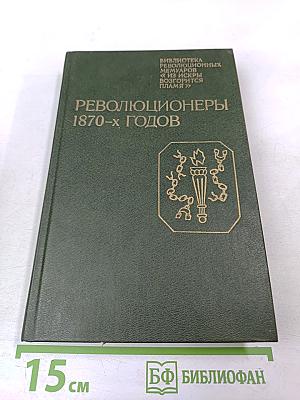 БИБЛИОТЕКА
РЕВОЛЮЦИОННЫХ
МЕМУАРОВ
«ИЗ ИСКРЫ
ВОЗГОРИТСЯ
ПЛАМЯ»
РЕВОЛЮЦИОНЕРЫ
1870-х ГОДОВ
15 см
БФ БИБЛИОФАН